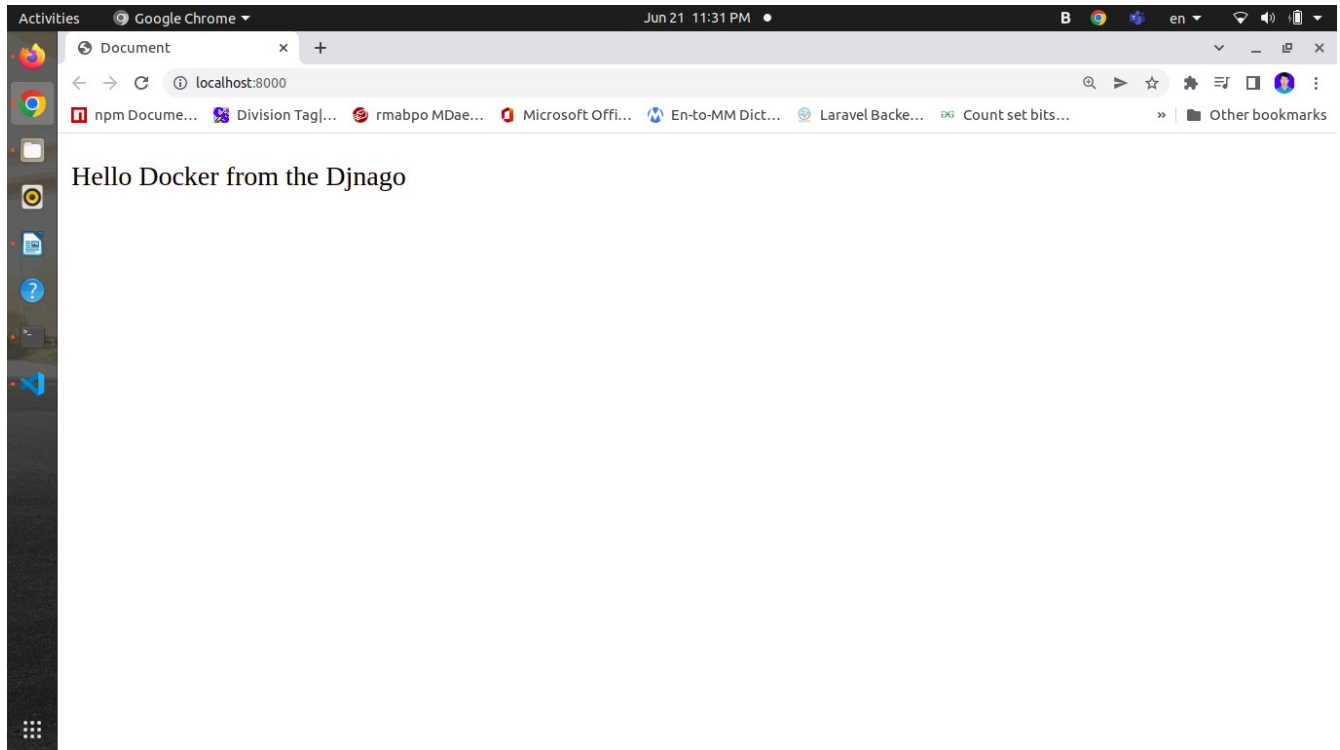 Activities Google Chrome Jun 21 11:31 PM B en
Document
localhost:8000
npm Docume... Division Tag|... rmabpo MDae... Microsoft Offi... En-to-MM Dict... Laravel Backe... Count set bits... » Other bookmarks
Hello Docker from the Djnago